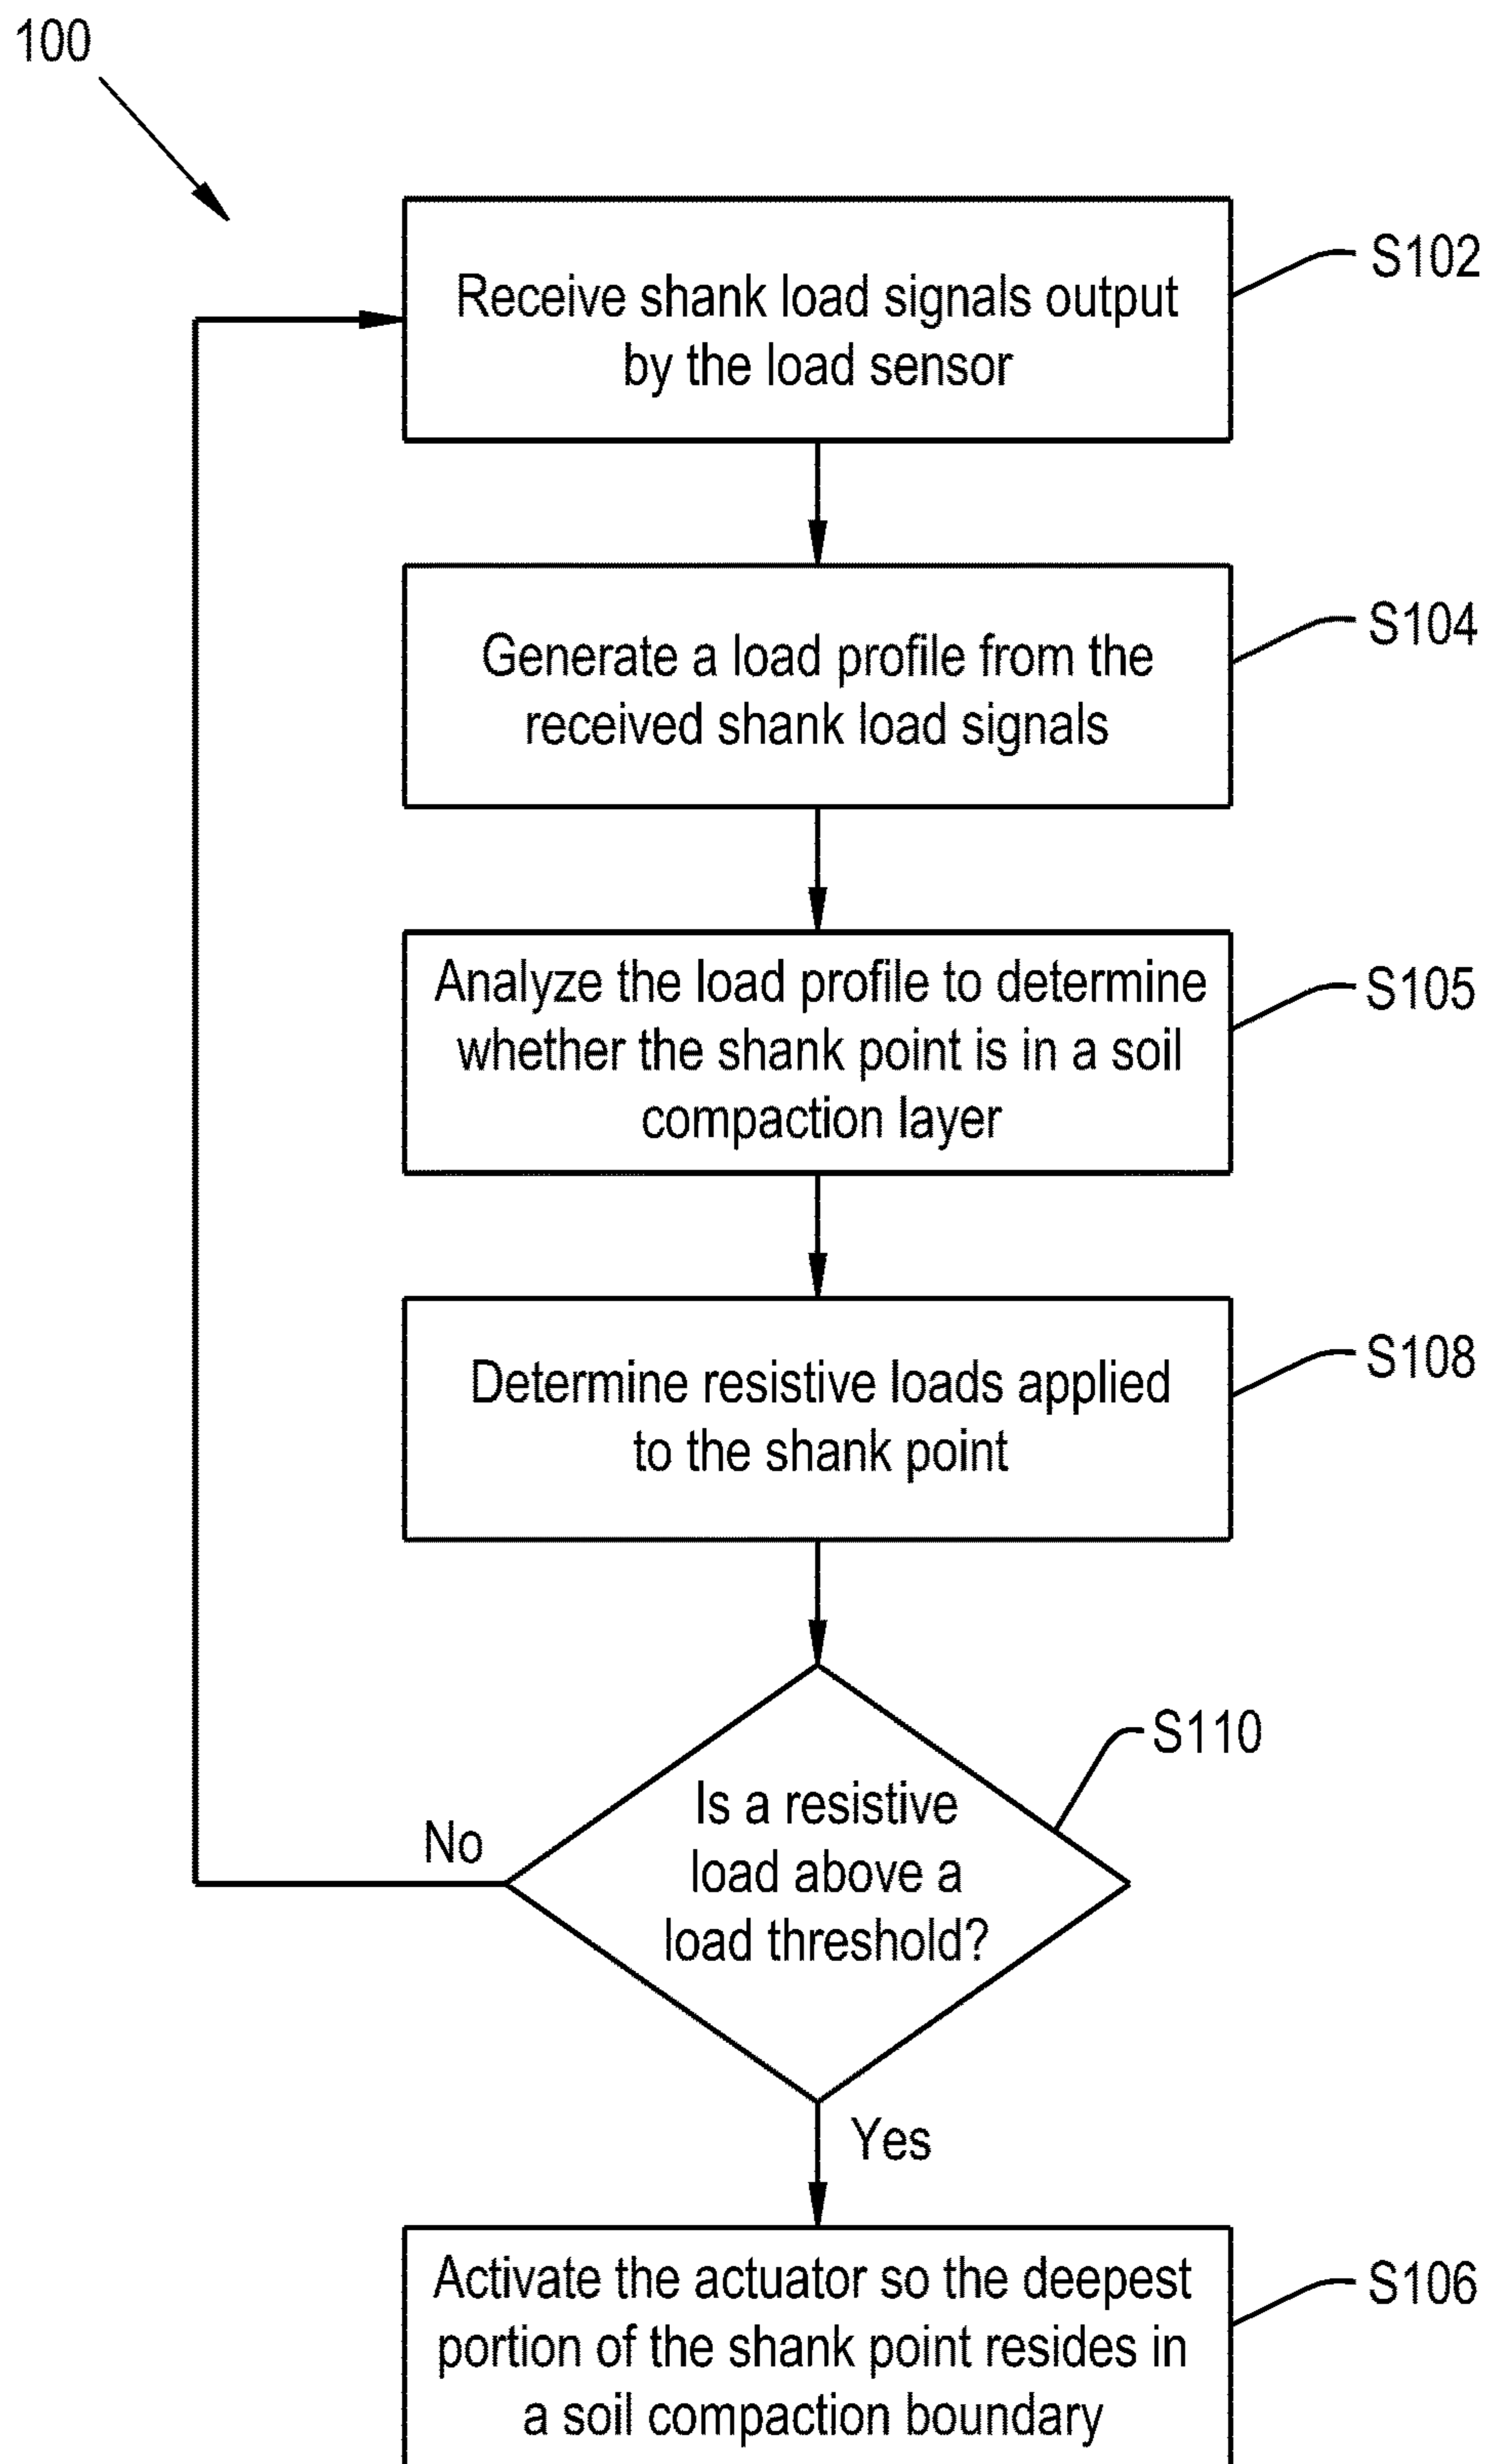 100
Receive shank load signals output
by the load sensor
S102
Generate a load profile from the
received shank load signals
S104
Analyze the load profile to determine
whether the shank point is in a soil
compaction layer
S105
Determine resistive loads applied
to the shank point
S108
Is a resistive
load above a
load threshold?
S110
No
Yes
Activate the actuator so the deepest
portion of the shank point resides in
a soil compaction boundary
S106